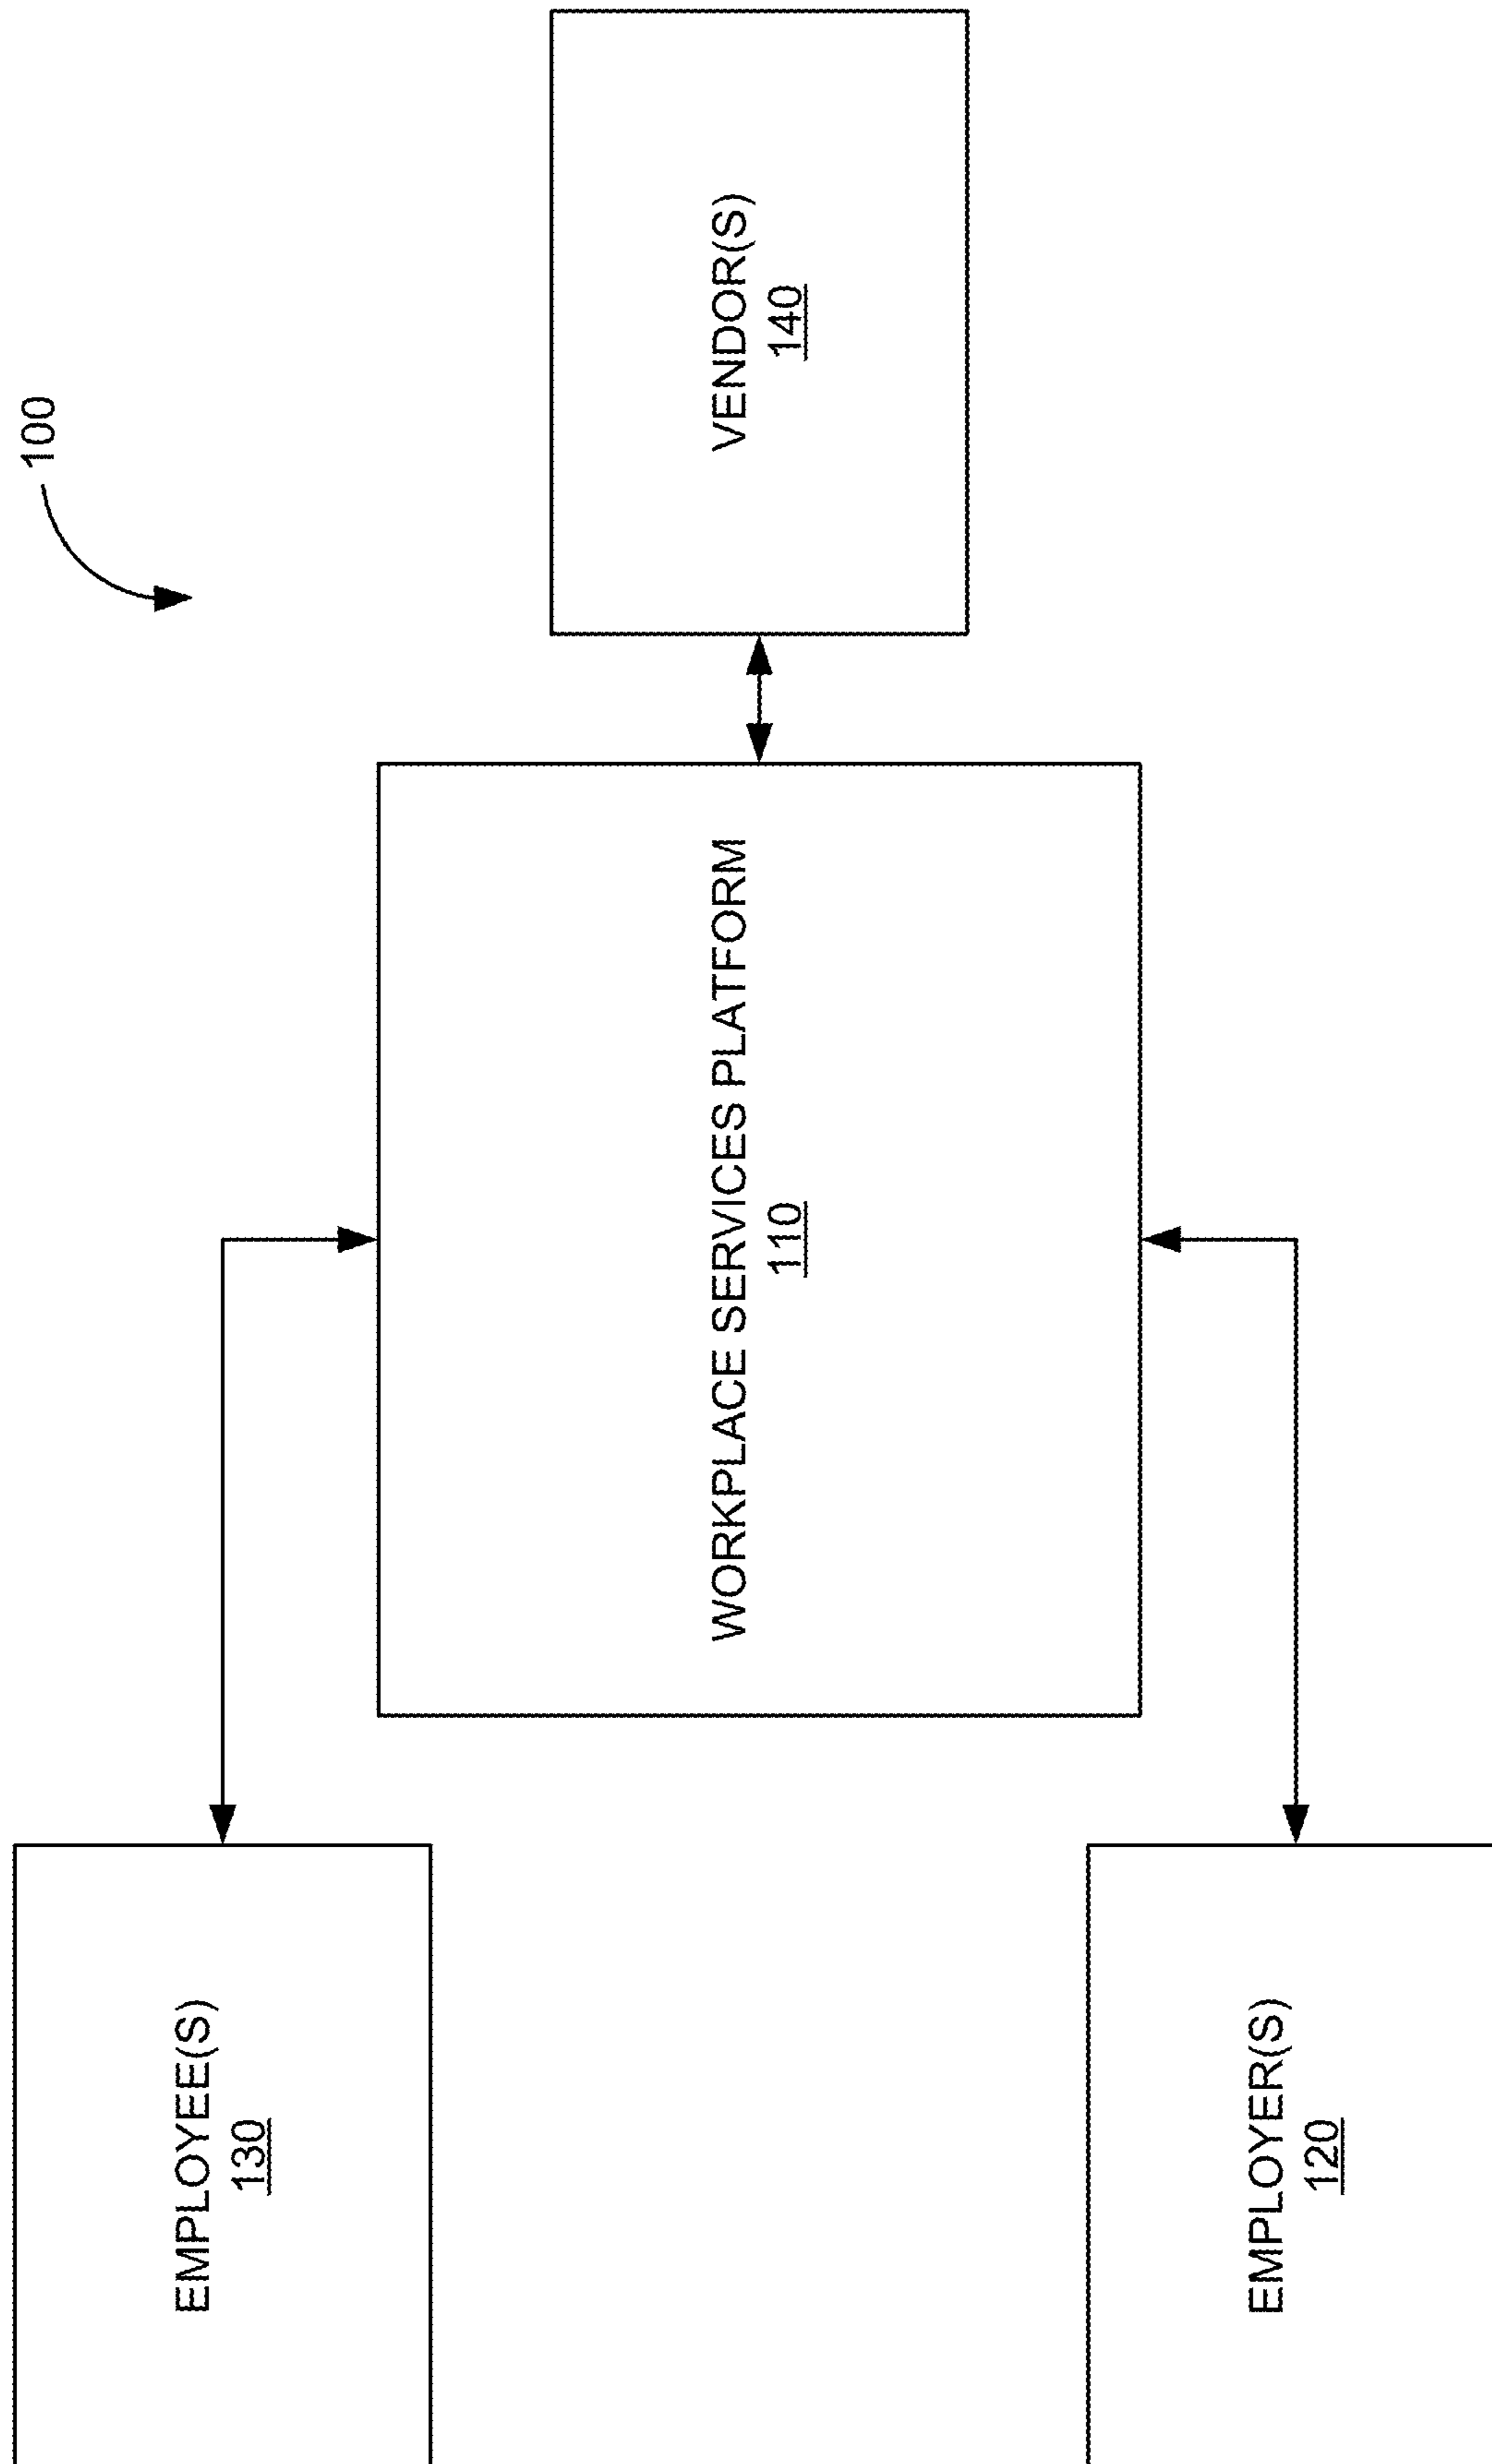 100
EMPLOYEE(S)
130
WORKPLACE SERVICES PLATFORM
110
VENDOR(S)
140
EMPLOYER(S)
120